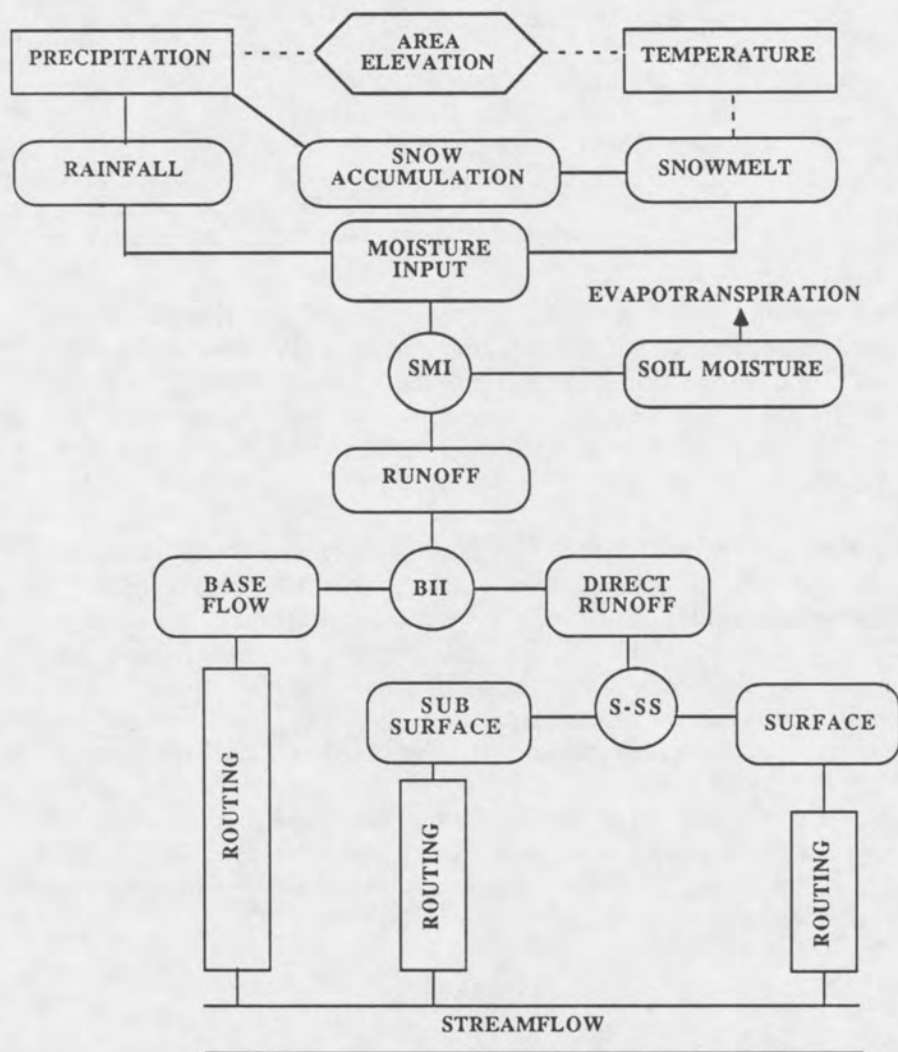 PRECIPITATION
AREA
ELEVATION
TEMPERATURE
RAINFALL
SNOW
ACCUMULATION
SNOWMELT
MOISTURE
INPUT
EVAPOTRANSPIRATION
SMI
SOIL MOISTURE
RUNOFF
BASE
FLOW
BII
DIRECT
RUNOFF
SUB
SURFACE
S-SS
SURFACE
ROUTING
ROUTING
ROUTING
STREAMFLOW